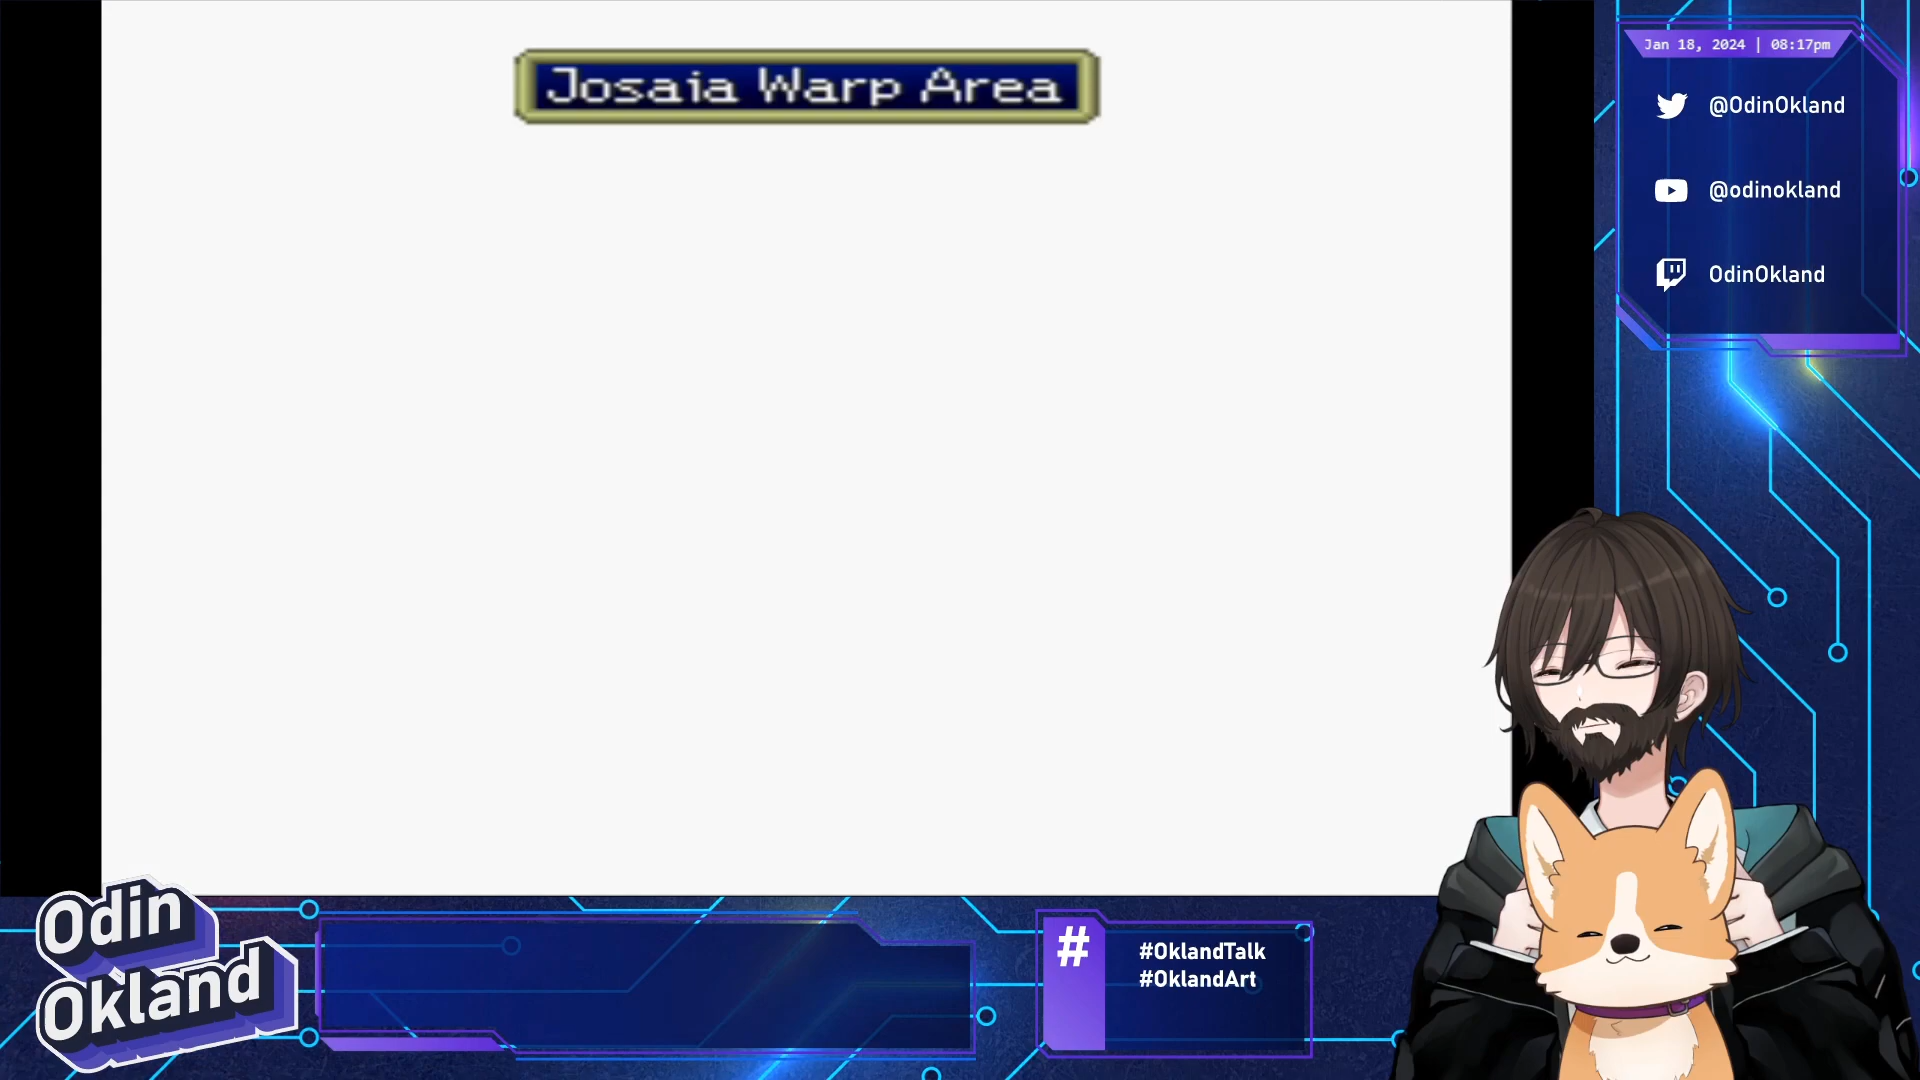 Josaia Warp Area
Jan 18, 2024 | 08:17pm
@OdinOkland
@odinokland
OdinOkland
Odin
Okland
#
#OklandTalk
#OklandArt